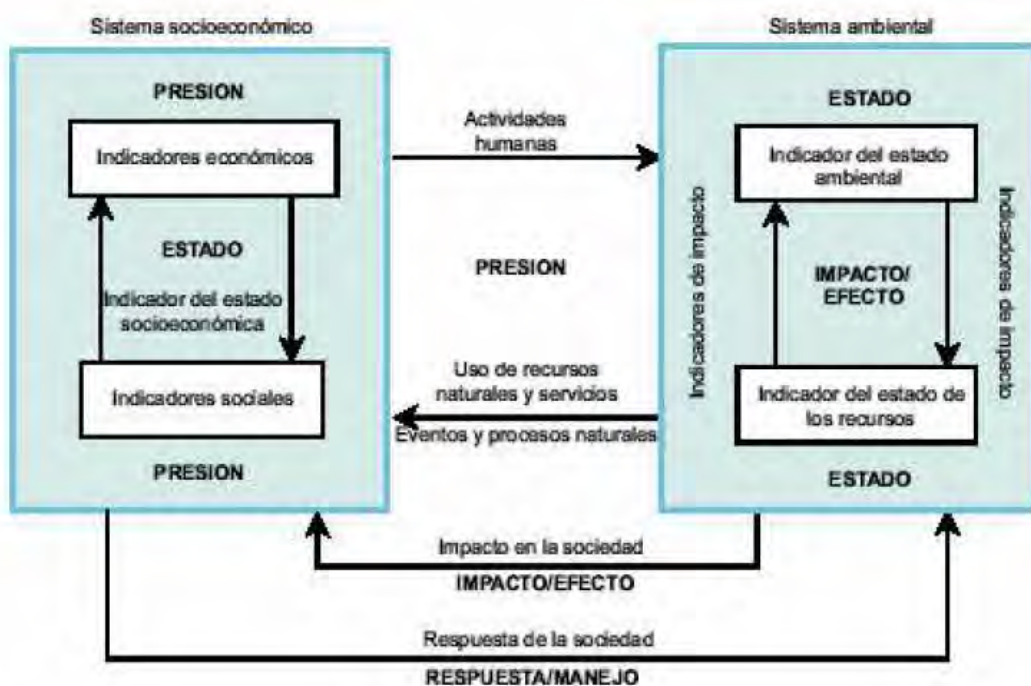 Sistema socioeconómico
Sistema ambiental
PRESION
Indicadores económicos
ESTADO
Indicador del estado
socioeconómica
Indicadores sociales
PRESION
Actividades
humanas
PRESION
Uso de recursos
naturales y servicios
Eventos y procesos naturales
ESTADO
Indicador del estado
ambiental
Indicadores de impacto
IMPACTO/
EFECTO
Indicadoras de impacto
Indicador del estado de
los recursos
ESTADO
Impacto en la sociedad
IMPACTO/EFECTO
Respuesta de la sociedad
RESPUESTA/MANEJO